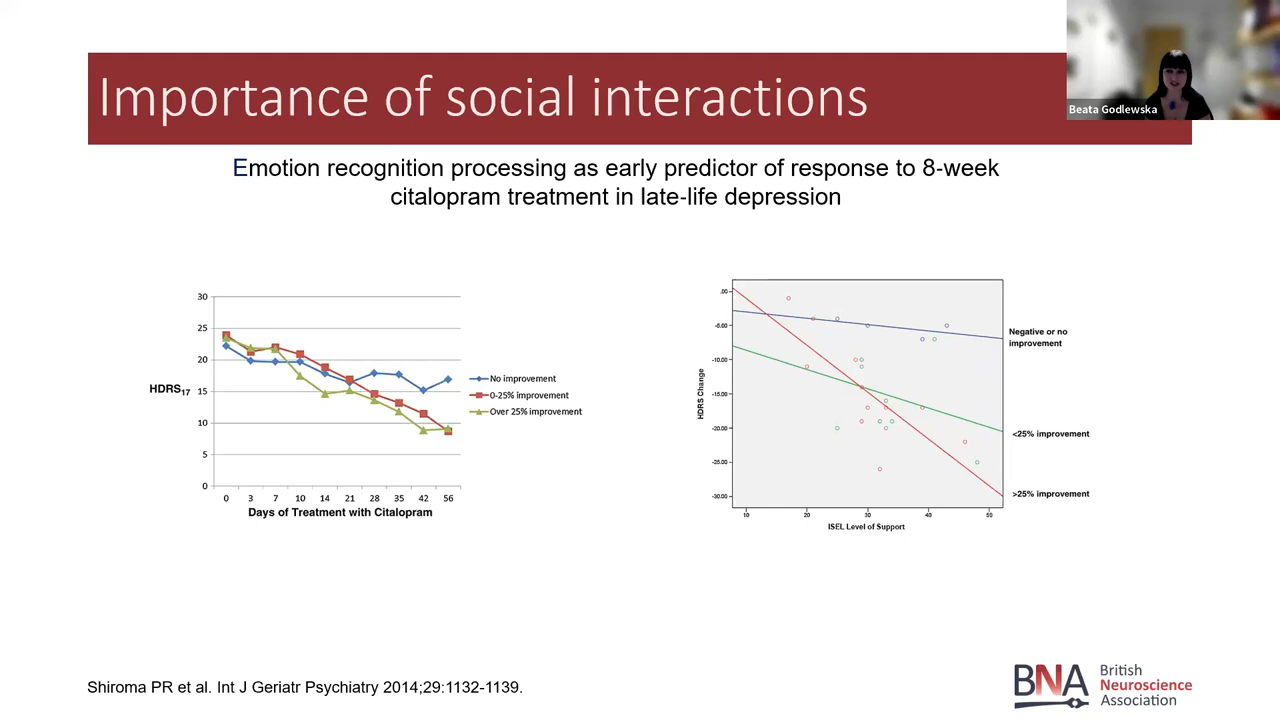 Importance of social interactions
Beata Godlewska
Emotion recognition processing as early predictor of response to 8-week
citalopram treatment in late-life depression
30
25
20
15
10
5
0
HDRS17
0 3 7 10 14 21 28 35 42 56
Days of Treatment with Citalopram
No improvement
0-25% improvement
Over 25% improvement
.00
-5.00
-10.00
-15.00
-20.00
-25.00
-30.00
HDRS Change
10 20 30 40 50
ISEL Level of Support
Negative or no
improvement
<25% improvement
>25% improvement
Shiroma PR et al. Int J Geriatr Psychiatry 2014;29:1132-1139.
BNA
British
Neuroscience
Association